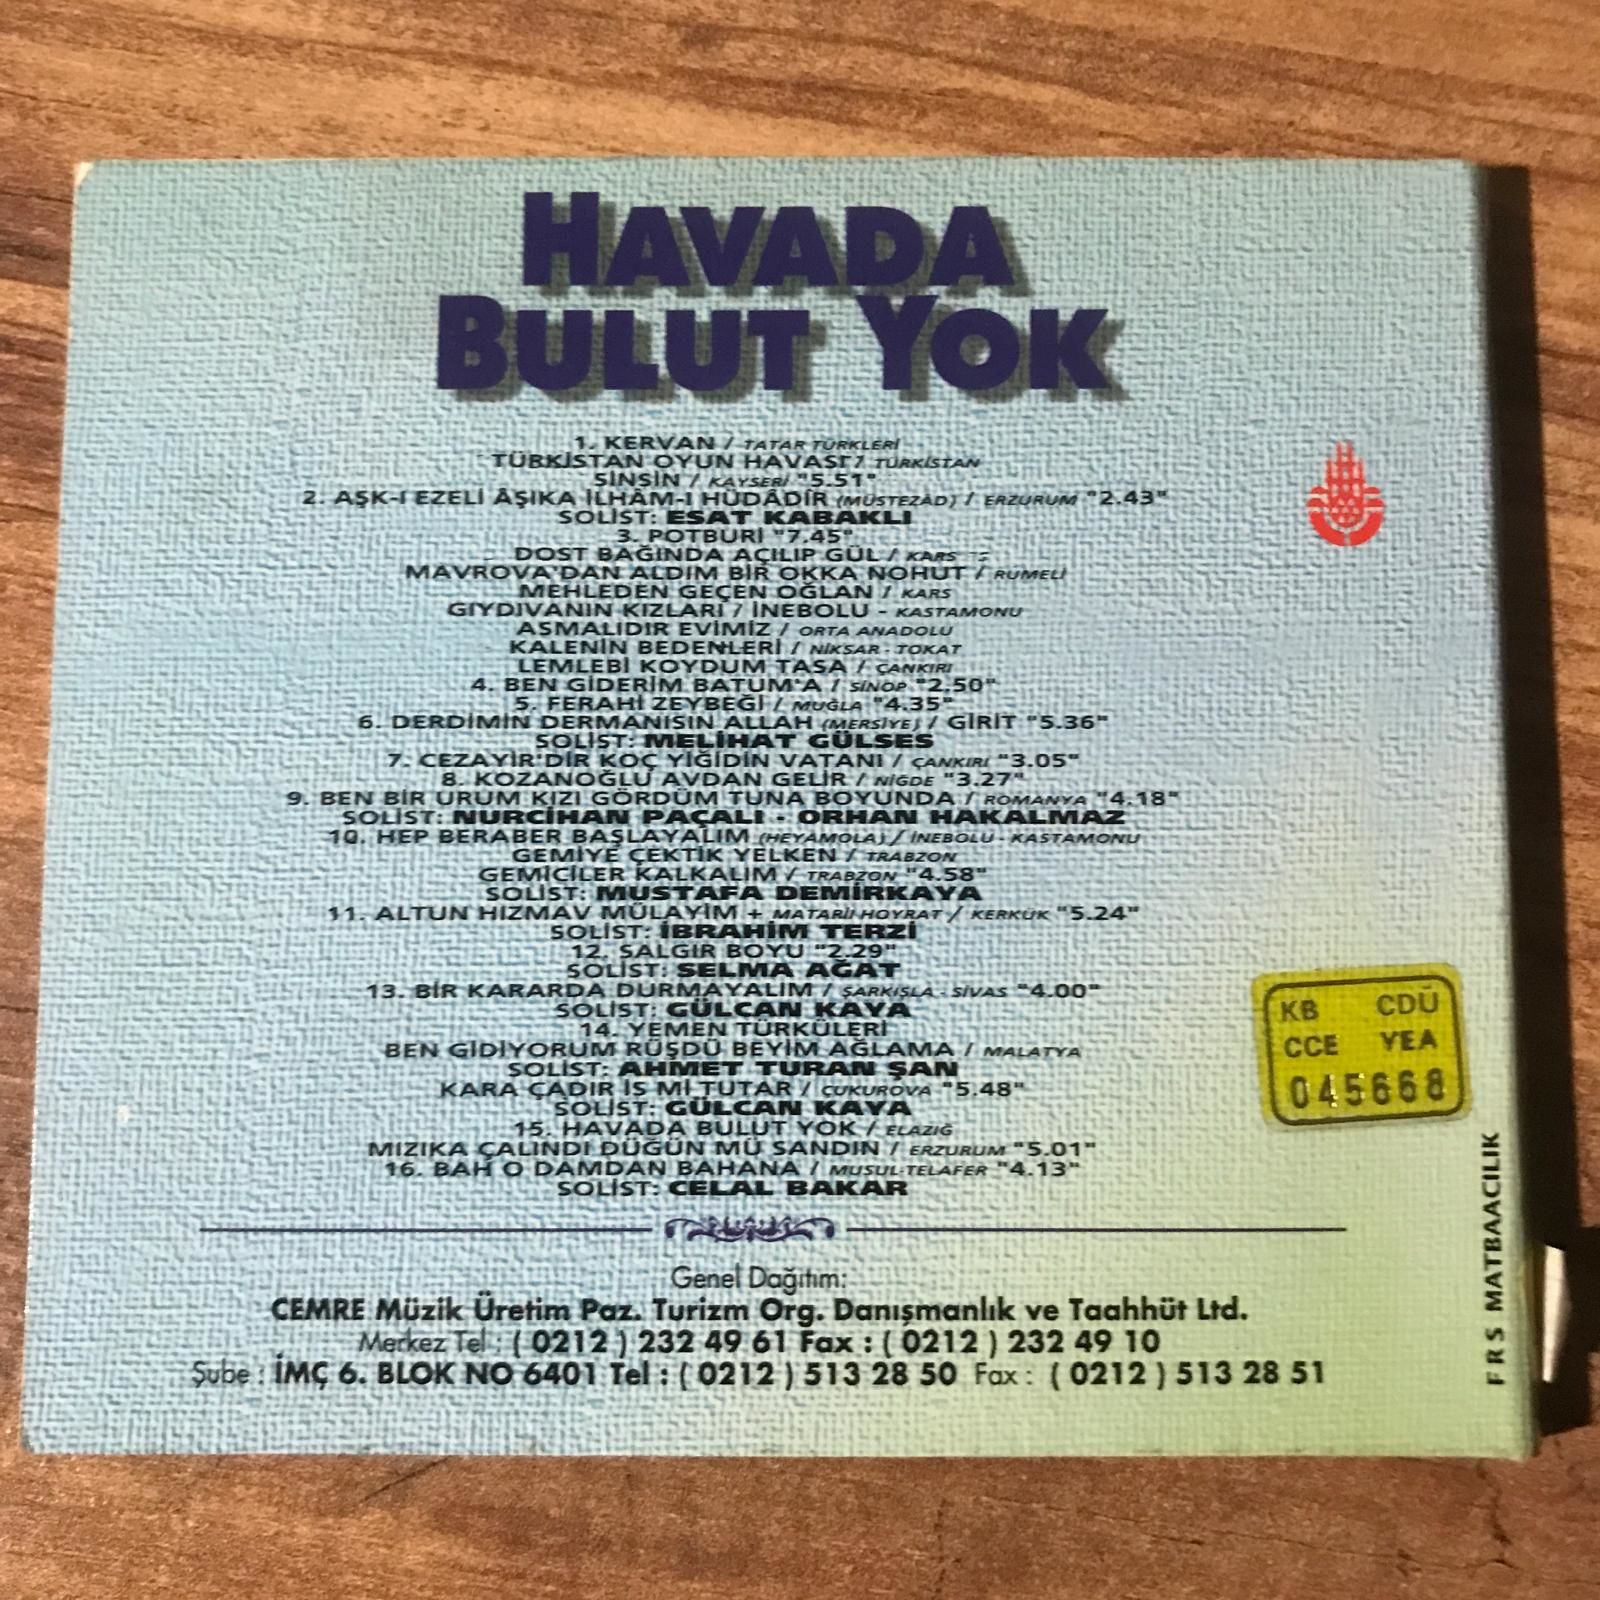 HAVADA
BULUT YOK
1. KERVAN / TATAR TÜRKLERİ
TÜRKİSTAN OYUN HAVASI / TÜRKİSTAN
SİNSİN / KAYSERİ "5.51"
2. AŞK-I EZELİ ÂŞIKA İLHÂM-I HÜDÂDIR (MÜSTEZÂD) / ERZURUM "2.43"
SOLİST: ESAT KABAKLI
3. POTBURİ "7.45"
DOST BAĞINDA AÇILIP GÜL / KARS
MAVROVA'DAN ALDIM BİR OKKA NOHUT / RUMELİ
MEHLEDEN GEÇEN OĞLAN / KARS
GIYDIVANIN KIZLARI / İNEBOLU - KASTAMONU
ASMALIDIR EVİMİZ / ORTA ANADOLU
KALENİN BEDENLERİ / NİKSAR - TOKAT
LEMLEBİ KOYDUM TASA / ÇANKIRI
4. BEN GİDERİM BATUM'A / SİNOP "2.50"
5. FERAHİ ZEYBEĞİ / MUĞLA "4.35"
6. DERDİMİN DERMANISIN ALLAH (MERSİYE) / GİRİT "5.36"
SOLİST: MELİHAT GÜLSES
7. CEZAYİR'DİR KOÇ YİĞİDİN VATANI / ÇANKIRI "3.05"
8. KOZANOĞLU AVDAN GELİR / NİĞDE "3.27"
9. BEN BİR URUM KIZI GÖRDÜM TUNA BOYUNDA / ROMANYA "4.18"
SOLİST: NURCİHAN PAÇALI - ORHAN HAKALMAZ
10. HEP BERABER BAŞLAYALIM (HEYAMOLA) / İNEBOLU - KASTAMONU
GEMİYE ÇEKTİK YELKEN / TRABZON
GEMİCİLER KALKALIM / TRABZON "4.58"
SOLİST: MUSTAFA DEMİRKAYA
11. ALTUN HIZMAV MÜLAYİM + MATARİİ HOYRAT / KERKÜK "5.24"
SOLİST: İBRAHİM TERZİ
12. SALGIR BOYU "2.29"
SOLİST: SELMA AĞAT
13. BİR KARARDA DURMAYALIM / ŞARKIŞLA - SİVAS "4.00"
SOLİST: GÜLCAN KAYA
14. YEMEN TÜRKÜLERİ
BEN GİDİYORUM RÜŞDÜ BEYİM AĞLAMA / MALATYA
SOLİST: AHMET TURAN ŞAN
KARA ÇADIR İS Mİ TUTAR / ÇUKUROVA "5.48"
SOLİST: GÜLCAN KAYA
15. HAVADA BULUT YOK / ELAZIĞ
MIZIKA ÇALINDI DÜĞÜN MÜ SANDIN / ERZURUM "5.01"
16. BAH O DAMDAN BAHANA / MUSUL-TELAFER "4.13"
SOLİST: CELAL BAKAR
KB CDÜ
CCE YEA
045668
Genel Dağıtım:
CEMRE Müzik Üretim Paz. Turizm Org. Danışmanlık ve Taahhüt Ltd.
Merkez Tel : ( 0212 ) 232 49 61 Fax : ( 0212 ) 232 49 10
Şube : İMÇ 6. BLOK NO 6401 Tel : ( 0212 ) 513 28 50 Fax : ( 0212 ) 513 28 51
FRS MATBAACILIK